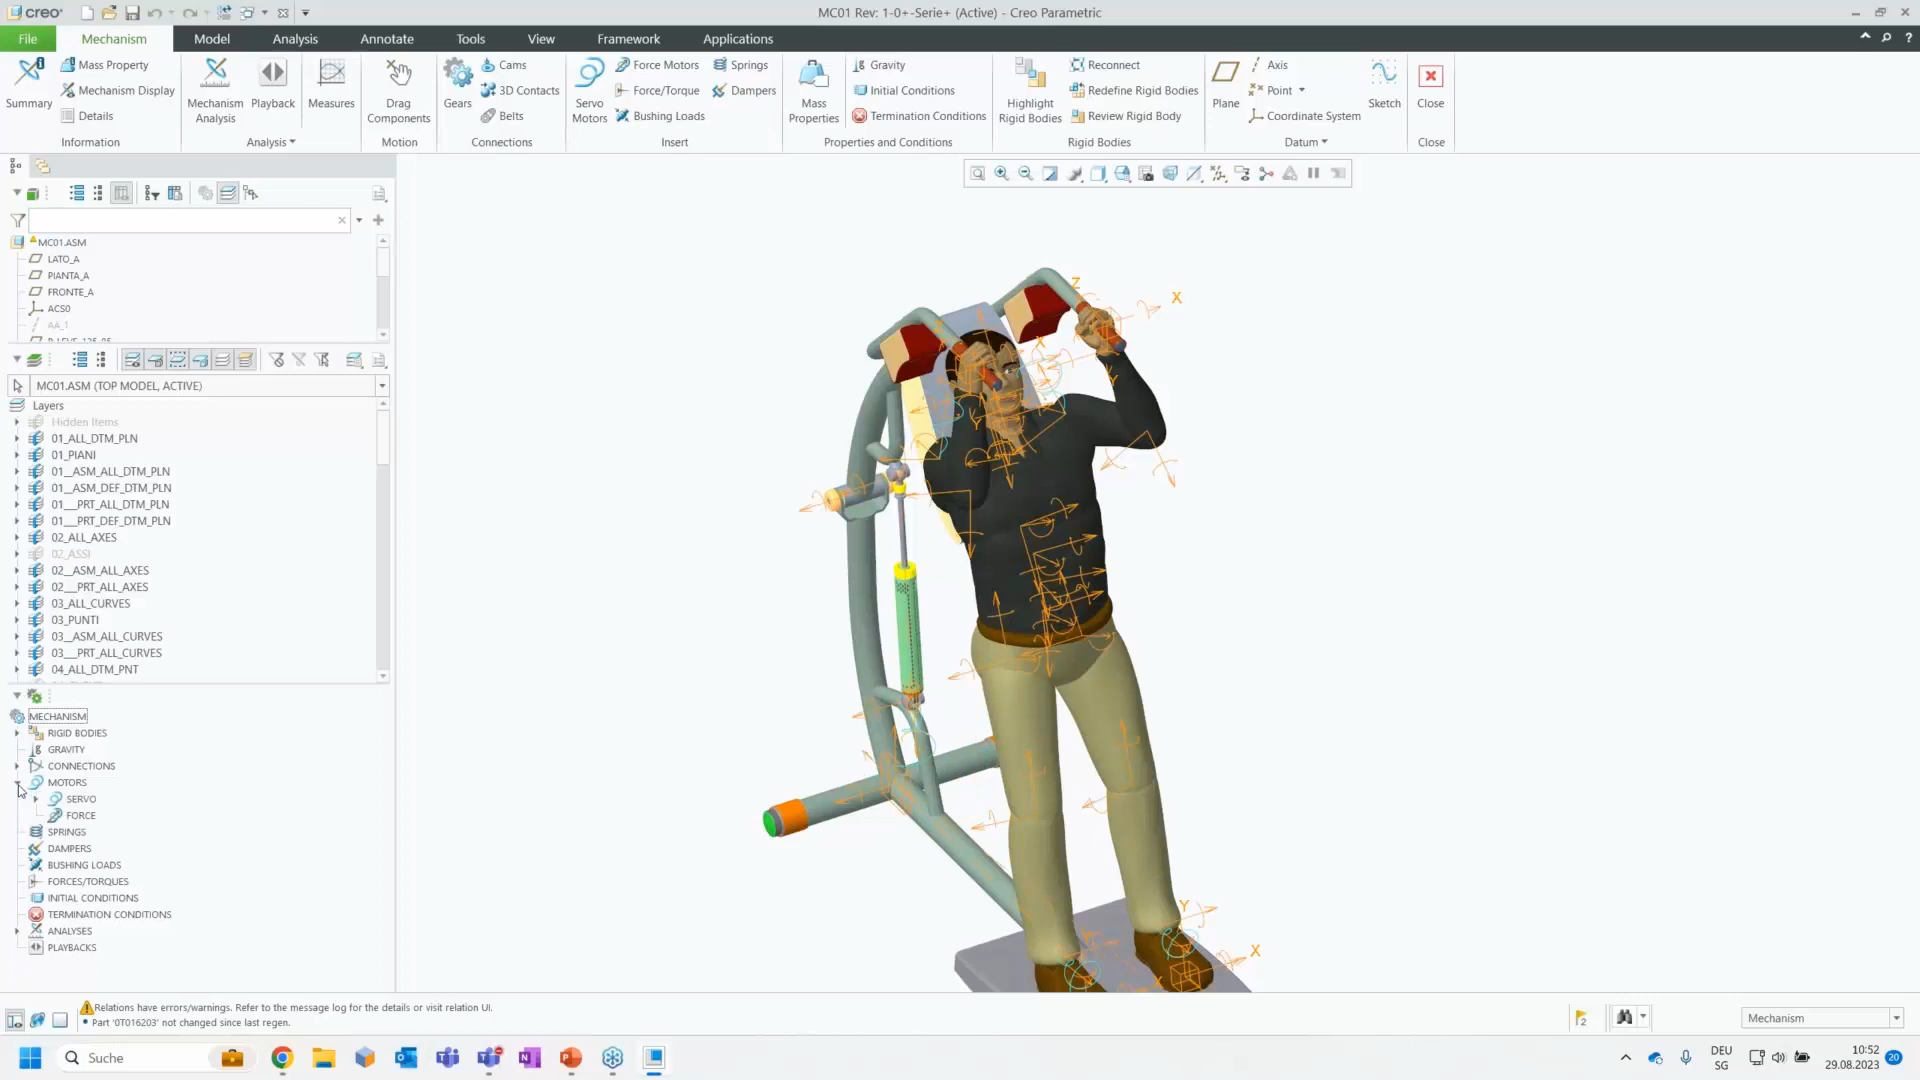 creo
MC01 Rev: 1-0+-Serie+ (Active) - Creo Parametric
File
Mechanism
Model
Analysis
Annotate
Tools
View
Framework
Applications
Summary
Mass Property
Mechanism Display
Details
Information
Mechanism Analysis
Playback
Measures
Analysis
Drag Components
Motion
Gears
Cams
3D Contacts
Belts
Connections
Servo Motors
Force Motors
Force/Torque
Bushing Loads
Springs
Dampers
Insert
Mass Properties
Gravity
Initial Conditions
Termination Conditions
Properties and Conditions
Highlight Rigid Bodies
Reconnect
Redefine Rigid Bodies
Review Rigid Body
Rigid Bodies
Plane
Axis
Point
Coordinate System
Sketch
Datum
Close
Close
MC01.ASM
LATO_A
PIANTA_A
FRONTE_A
ACS0
AA_1
MC01.ASM (TOP MODEL, ACTIVE)
Layers
Hidden Items
01_ALL_DTM_PLN
01_PIANI
01__ASM_ALL_DTM_PLN
01__ASM_DEF_DTM_PLN
01___PRT_ALL_DTM_PLN
01___PRT_DEF_DTM_PLN
02_ALL_AXES
02_ASSI
02__ASM_ALL_AXES
02___PRT_ALL_AXES
03_ALL_CURVES
03_PUNTI
03__ASM_ALL_CURVES
03___PRT_ALL_CURVES
04_ALL_DTM_PNT
MECHANISM
RIGID BODIES
GRAVITY
CONNECTIONS
MOTORS
SERVO
FORCE
SPRINGS
DAMPERS
BUSHING LOADS
FORCES/TORQUES
INITIAL CONDITIONS
TERMINATION CONDITIONS
ANALYSES
PLAYBACKS
Z
X
X
Y
Y
Y
X
Relations have errors/warnings. Refer to the message log for the details or visit relation UI.
• Part '0T016203' not changed since last regen.
2
Mechanism
Suche
DEU
SG
10:52
29.08.2023
20